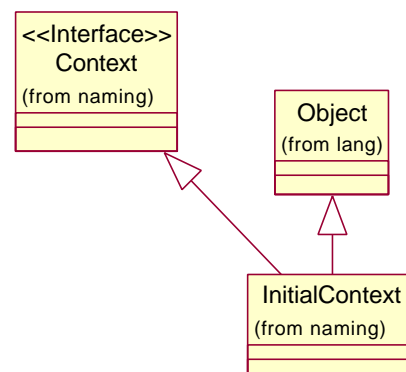 <<Interface>>
Context
(from naming)
Object
(from lang)
InitialContext
(from naming)